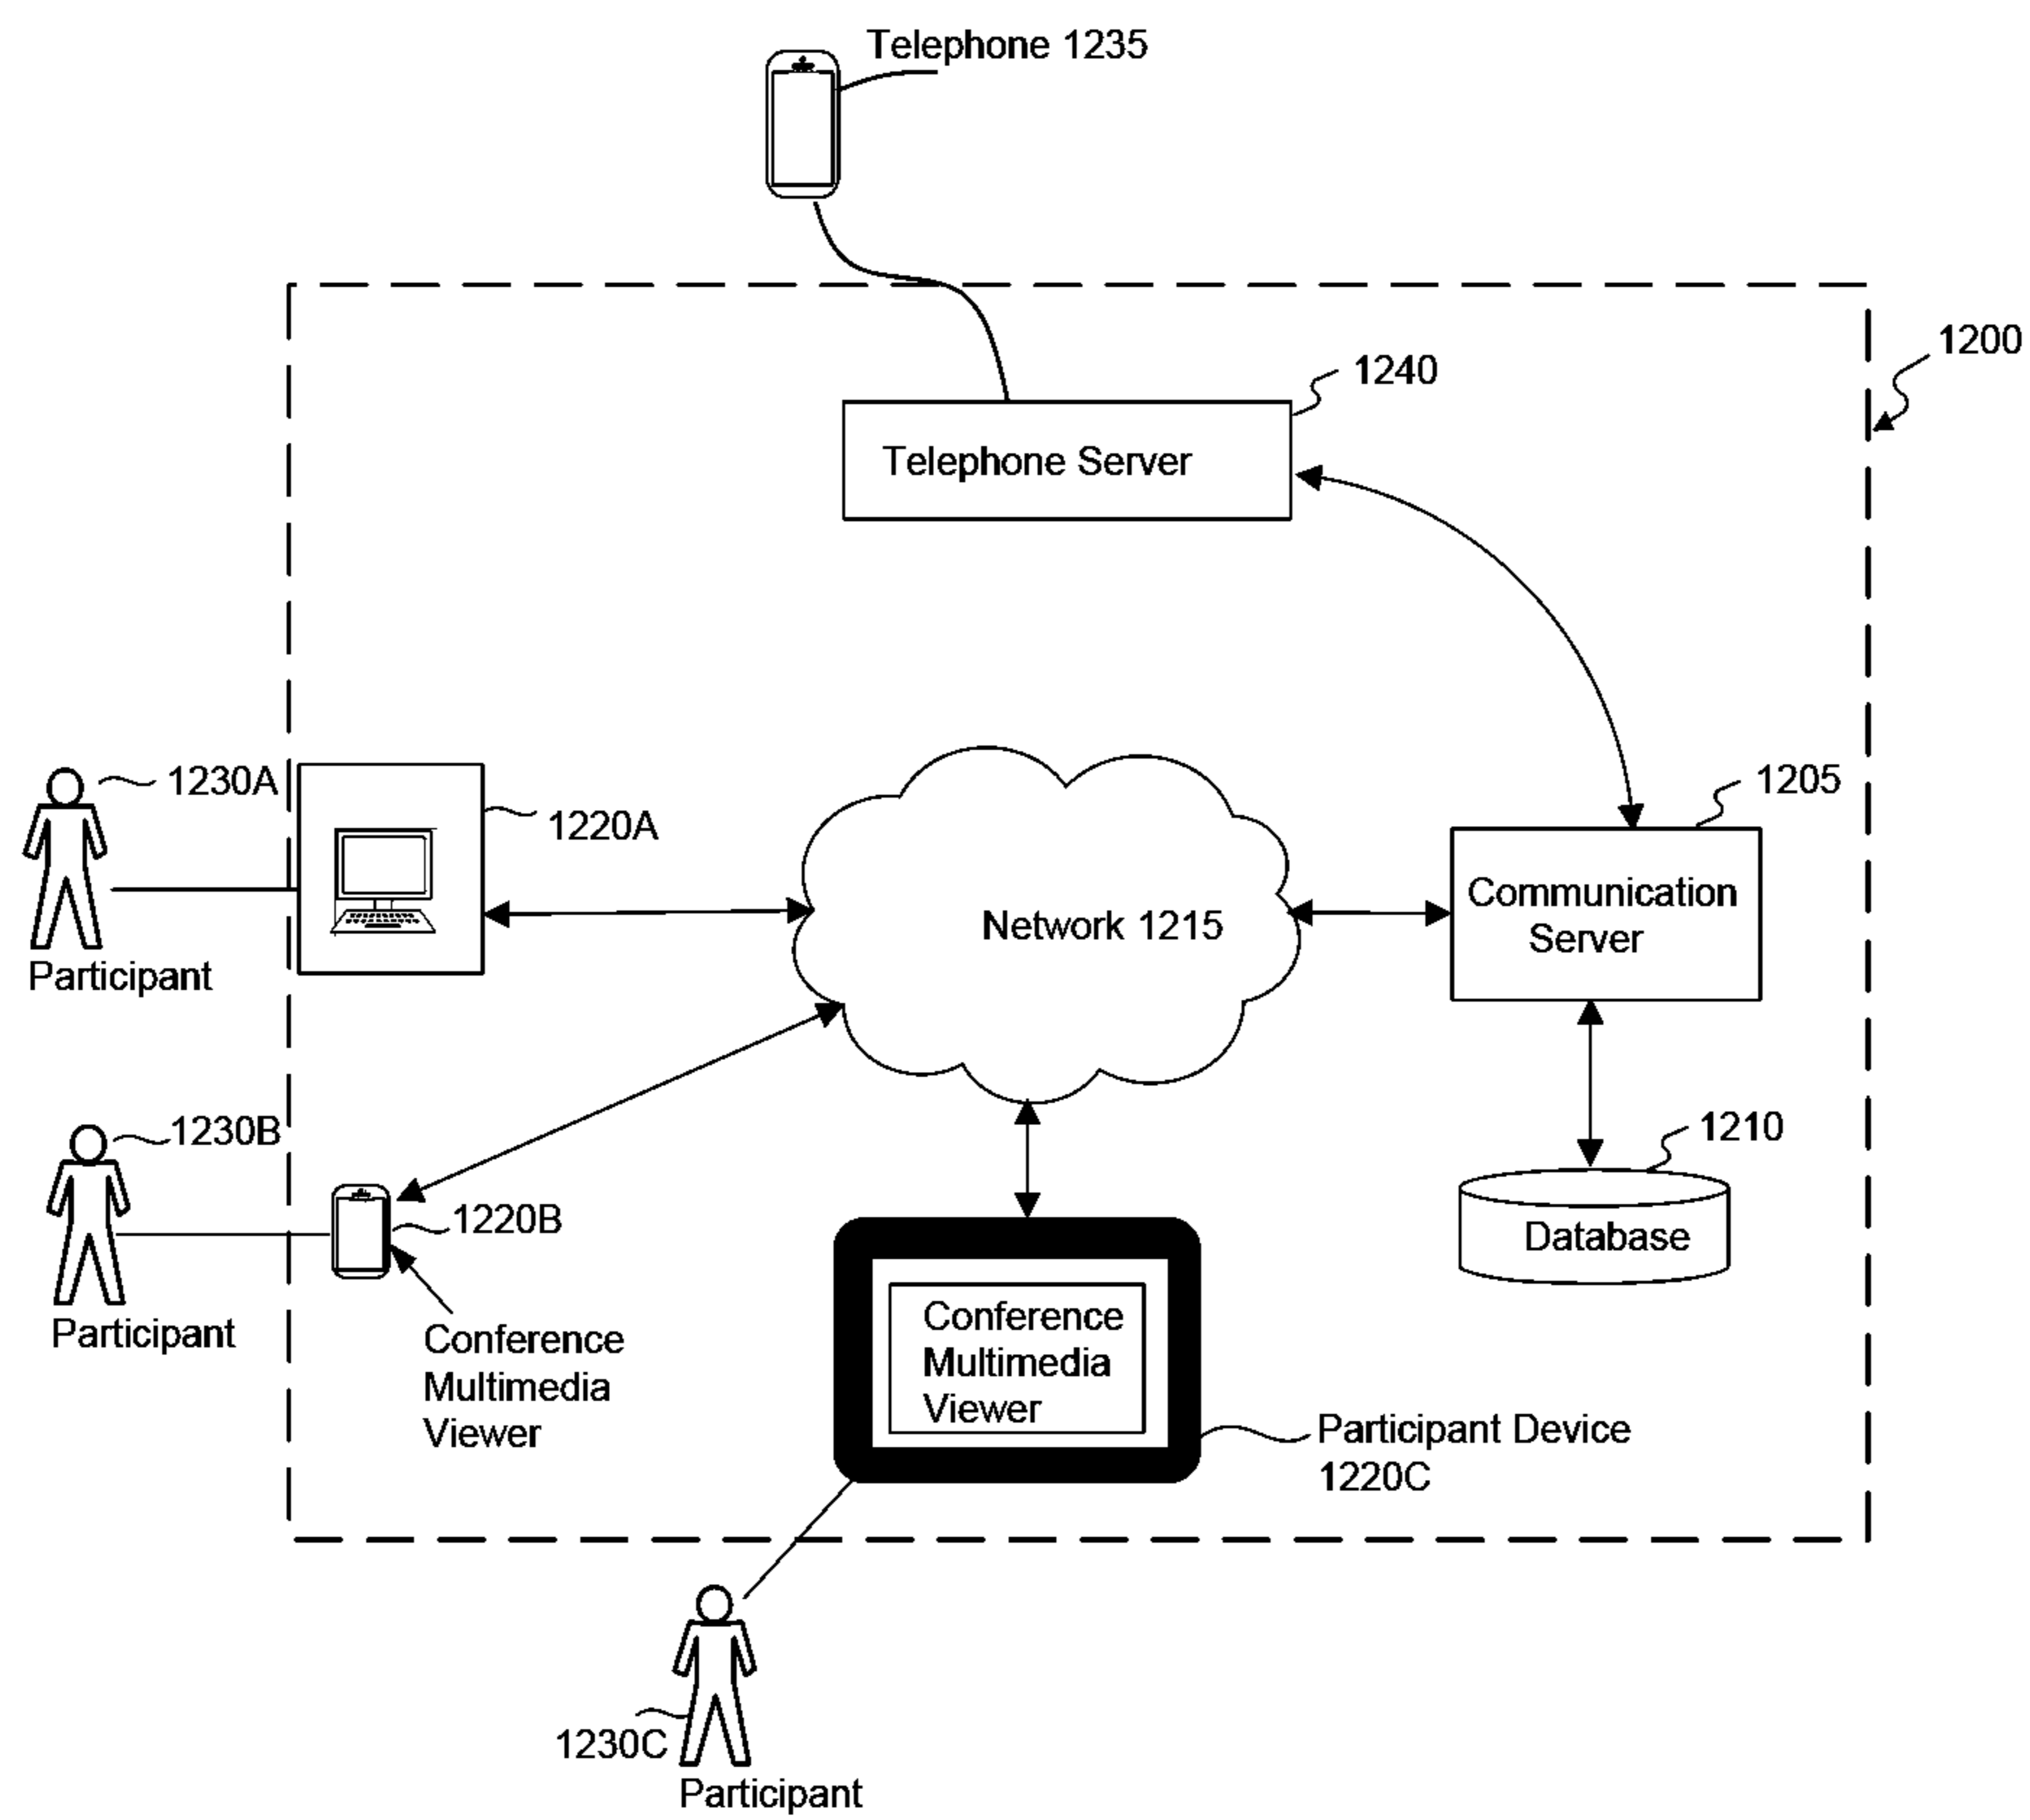 Telephone 1235
1200
1240
Telephone Server
1230A
1220A
1205
Communication
Server
Network 1215
Participant
1230B
1220B
1210
Database
Participant
Conference
Multimedia
Viewer
Conference
Multimedia
Viewer
Participant Device
1220C
1230C
Participant